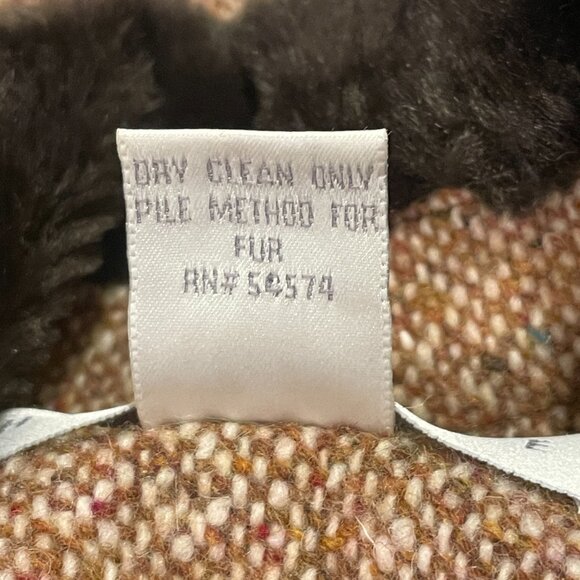 DRY CLEAN ONLY
PILE METHOD FOR
FUR
RN# 54574